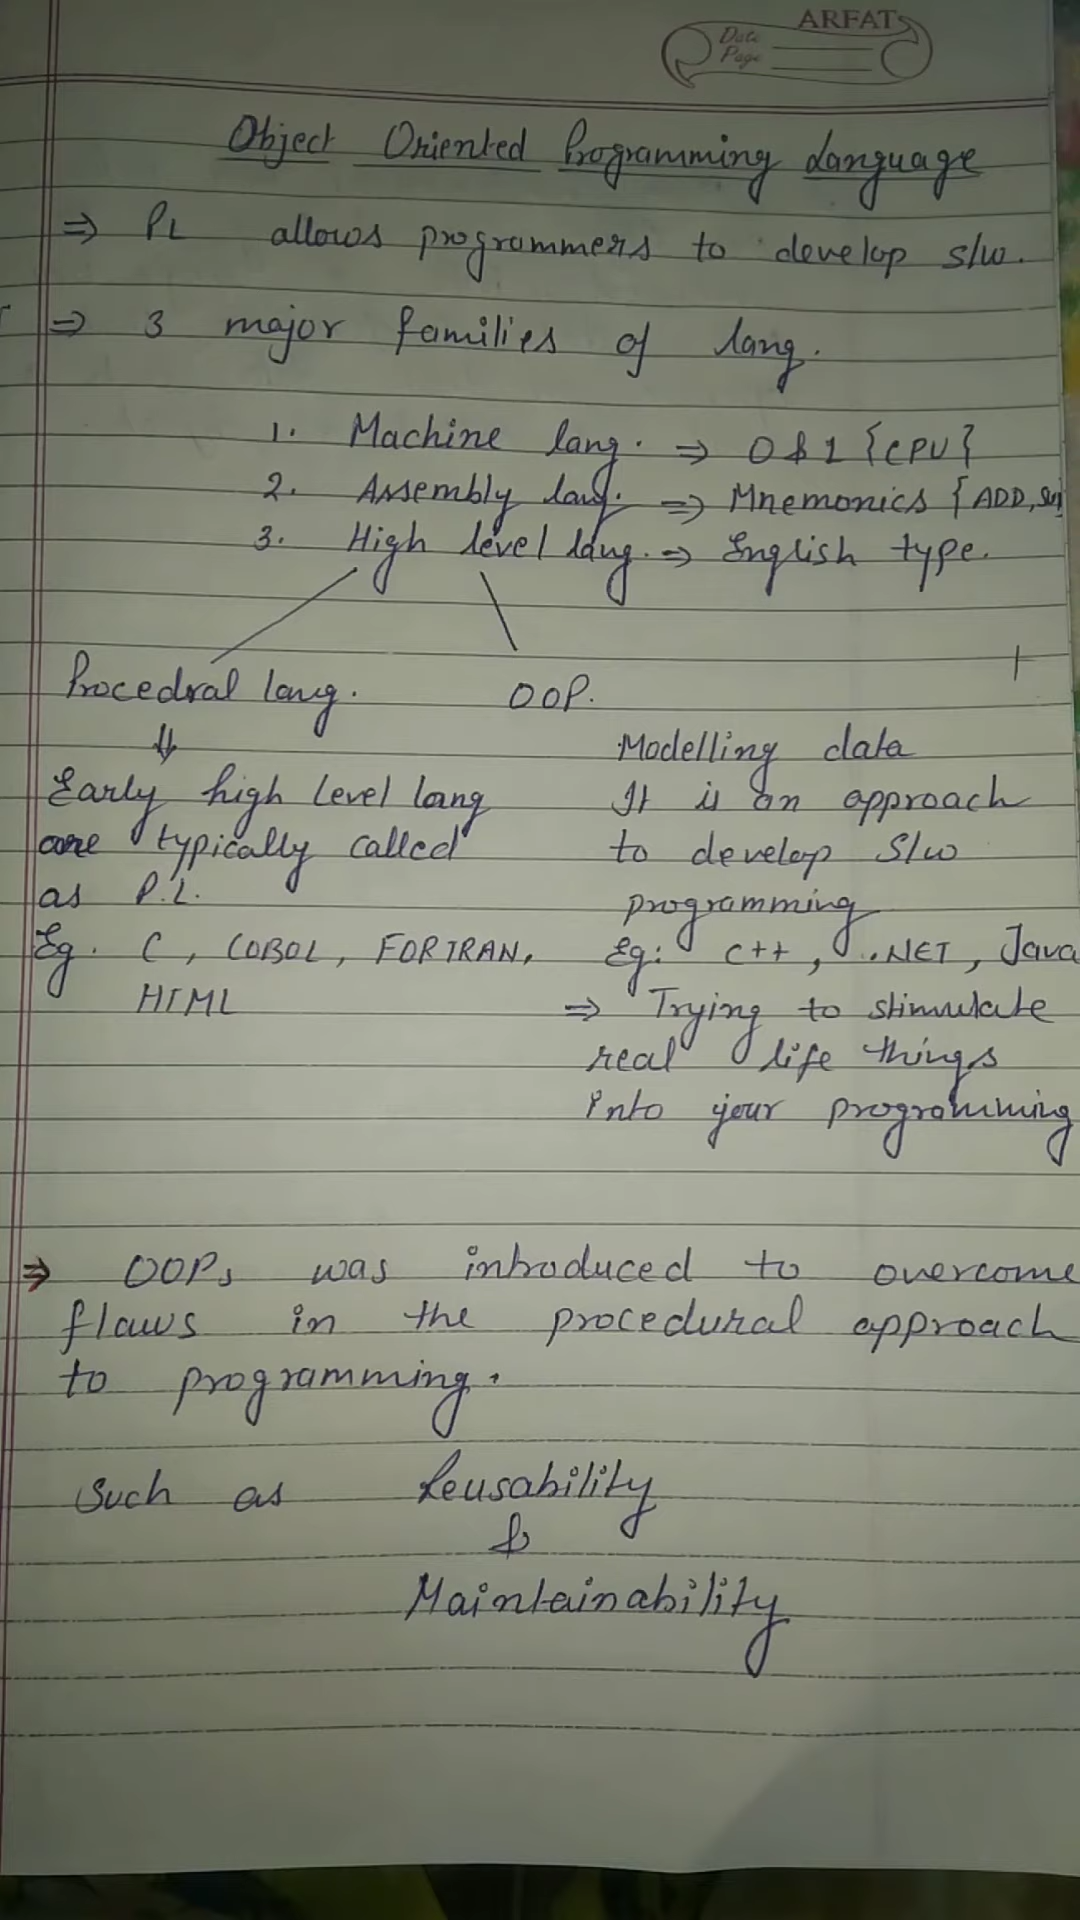 ARFAT
Date
Page
Object Oriented Programming Language
⇒ PL allows programmers to develop s/w.
⇒ 3 major families of lang.
1. Machine lang. ⇒ 0 & 1 {CPU}
2. Assembly lang. ⇒ Mnemonics {ADD,
3. High level lang. ⇒ English type.
Procedral lang.
⇓
Early high level lang
are typically called
as P.L.
Eg. C, COBOL, FORTRAN,
HTML
OOP.
Modelling data
It is an approach
to develop S/w
programming
Eg: C++, .NET, Java
⇒ Trying to stimulate
real life things
into your programming
⇒ OOPs was introduced to overcome
flaws in the procedural approach
to programming.
Such as Reusability
&
Maintainability